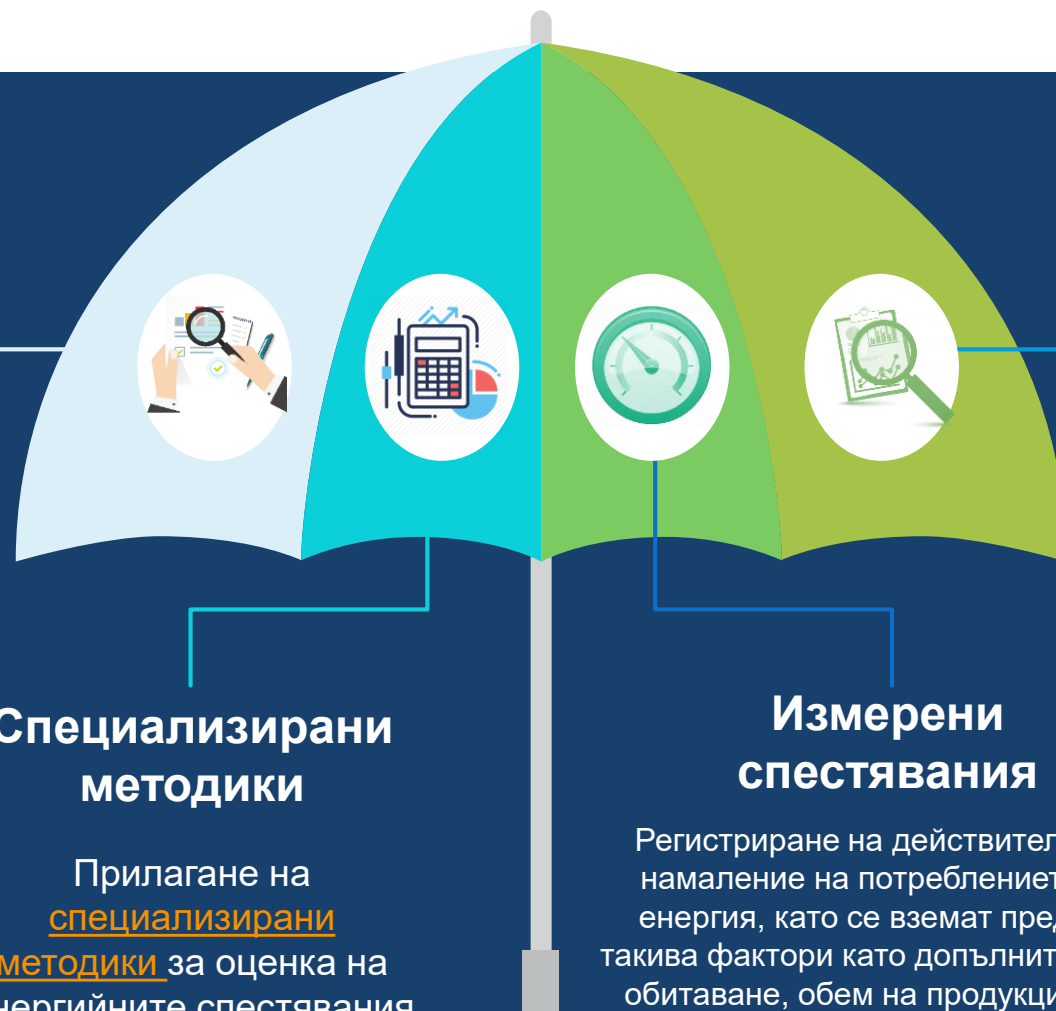 Специализирани
методики
Прилагане на
специализирани
методики за оценка на
спестявания
Измерени
спестявания
Регистриране на
намаление на
енергия, като се вземат
такива фактори като
обитаване, обем на